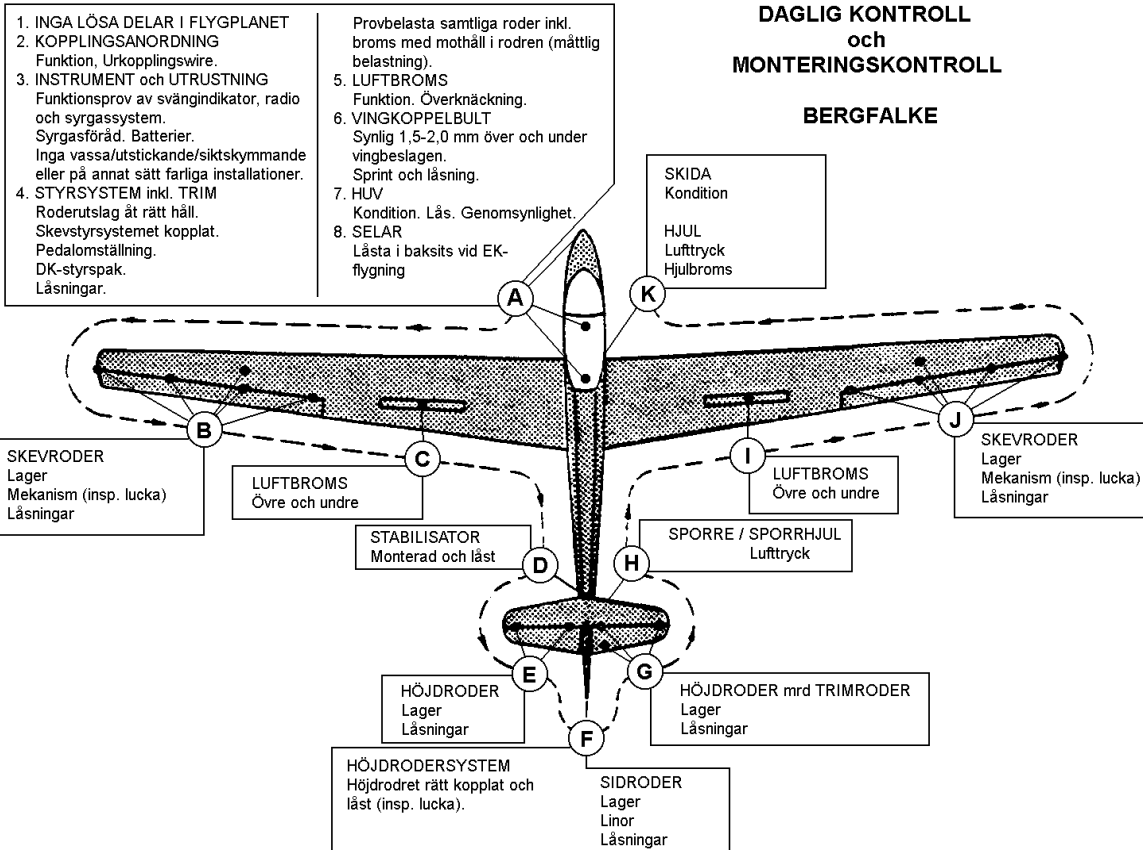 DAGLIG KONTROLL
och
MONTERINGSKONTROLL
BERGFALKE
1. INGA LÖSA DELAR I FLYGPLANET
2. KOPPLINGSANORDNING
Funktion, Urkopplingswire.
3. INSTRUMENT och UTRUSTNING
Funktionsprov av svängindikator, radio
och syrgassystem.
Syrgasföråd. Batterier.
Inga vassa/utstickande/siktskymmande
eller på annat sätt farliga installationer.
4. STYRSYSTEM inkl. TRIM
Roderutslag åt rätt håll.
Skevstyrsystemet kopplat.
Pedalomställning.
DK-styrspak.
Låsningar.
Provbelasta samtliga roder inkl.
broms med mothåll i rodren (måttlig
belastning).
5. LUFTBROMS
Funktion. Överknäckning.
6. VINGKOPPELBULT
Synlig 1,5-2,0 mm över och under
vingbeslagen.
Sprint och låsning.
7. HUV
Kondition. Lås. Genomsynlighet.
8. SELAR
Låsta i baksits vid EK-
flygning
A
K
SKIDA
Kondition
HJUL
Lufttryck
Hjulbroms
B
SKEVRODER
Lager
Mekanism (insp. lucka)
Låsningar
C
LUFTBROMS
Övre och undre
I
LUFTBROMS
Övre och undre
J
SKEVRODER
Lager
Mekanism (insp. lucka)
Låsningar
D
STABILISATOR
Monterad och låst
H
SPORRE / SPORRHJUL
Lufttryck
E
HÖJDRODER
Lager
Låsningar
G
HÖJDRODER mrd TRIMRODER
Lager
Låsningar
F
HÖJDRODERSYSTEM
Höjdrodret rätt kopplat och
låst (insp. lucka).
SIDRODER
Lager
Linor
Låsningar